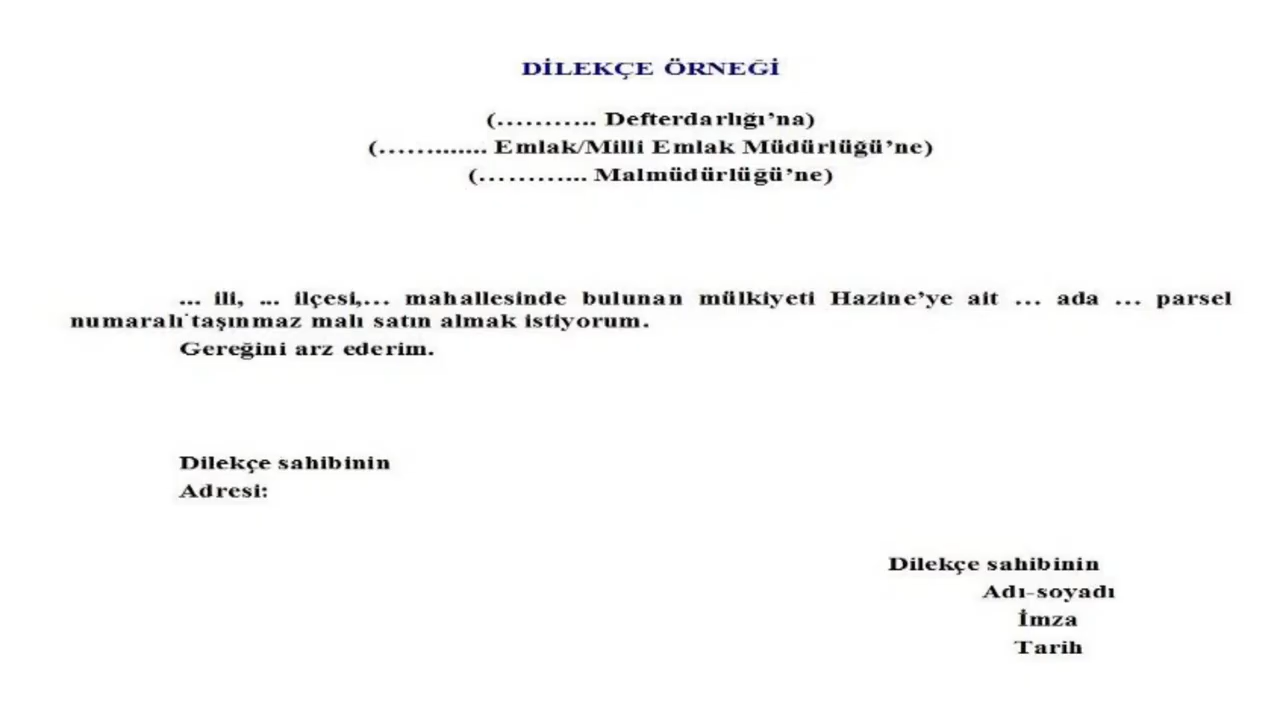 DİLEKÇE ÖRNEĞİ
(……….. Defterdarlığı’na)
(…….…... Emlak/Milli Emlak Müdürlüğü’ne)
(………... Malmüdürlüğü’ne)
... ili, ... ilçesi,… mahallesinde bulunan mülkiyeti Hazine’ye ait … ada … parsel
numaralı taşınmaz malı satın almak istiyorum.
Gereğini arz ederim.
Dilekçe sahibinin
Adresi:
Dilekçe sahibinin
Adı-soyadı
İmza
Tarih